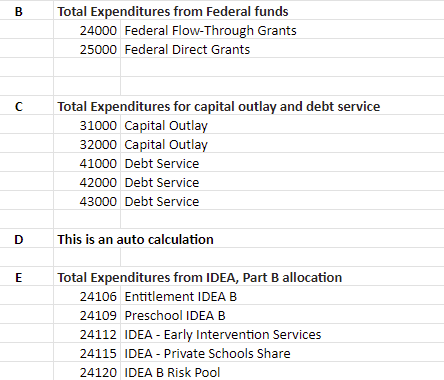 B Total Expenditures from Federal funds
24000 Federal Flow-Through Grants
25000 Federal Direct Grants
C Total Expenditures for capital outlay and debt service
31000 Capital Outlay
32000 Capital Outlay
41000 Debt Service
42000 Debt Service
43000 Debt Service
D This is an auto calculation
E Total Expenditures from IDEA, Part B allocation
24106 Entitlement IDEA B
24109 Preschool IDEA B
24112 IDEA - Early Intervention Services
24115 IDEA - Private Schools Share
24120 IDEA B Risk Pool